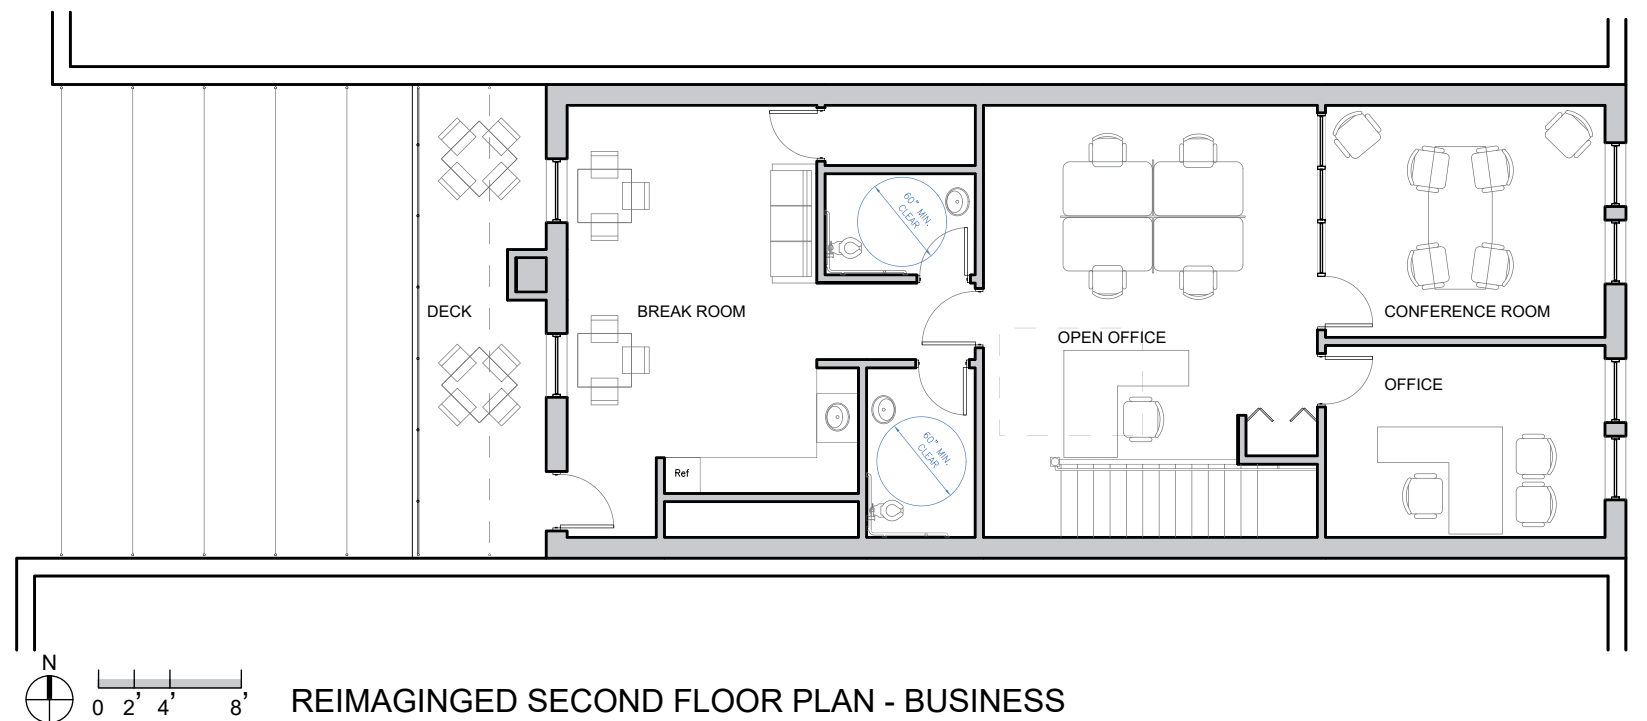 60" MIN.
CLEAR
DECK
BREAK ROOM
CONFERENCE ROOM
OPEN OFFICE
OFFICE
60" MIN.
CLEAR
Ref
N
0 2' 4' 8'
REIMAGINGED SECOND FLOOR PLAN - BUSINESS